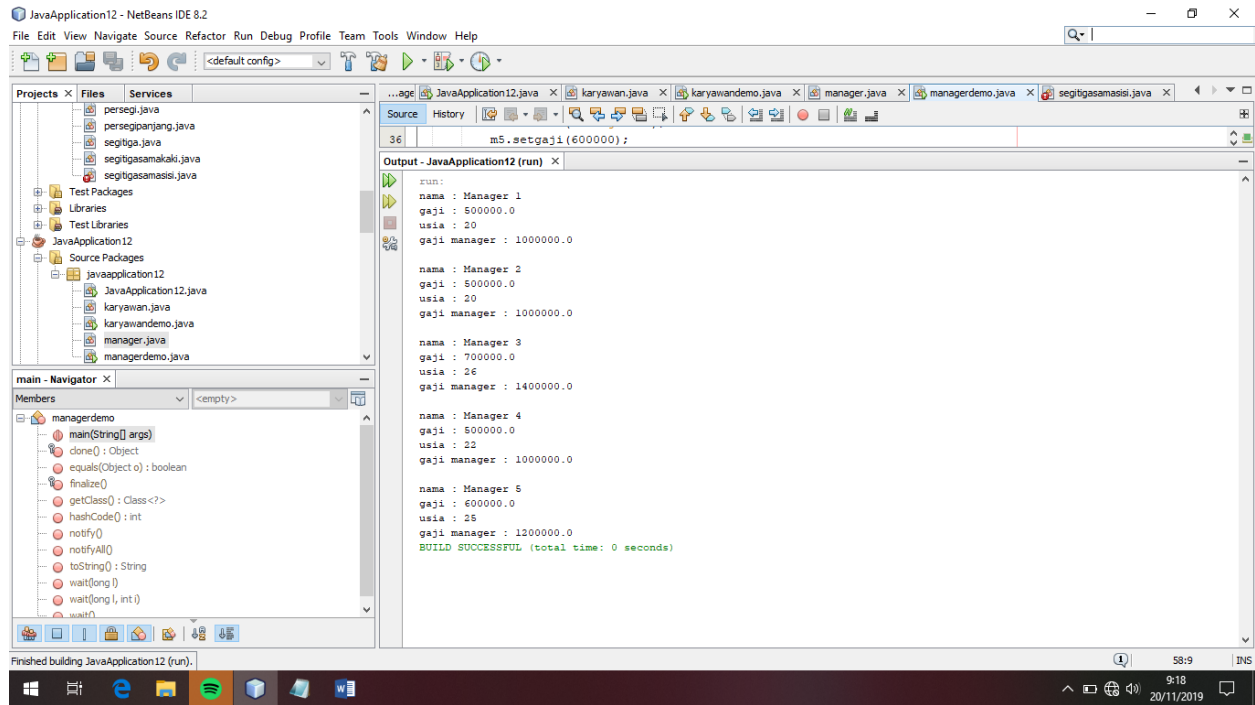 JavaApplication12 - NetBeans IDE 8.2
File Edit View Navigate Source Refactor Run Debug Profile Team Tools Window Help
<default config>
Projects Files Services
persegi.java
persegipanjang.java
segitiga.java
segitigasamakaki.java
segitigasamasisi.java
Test Packages
Libraries
Test Libraries
JavaApplication12
Source Packages
javaapplication12
JavaApplication12.java
karyawan.java
karyawandemo.java
manager.java
managerdemo.java
main - Navigator
Members <empty>
managerdemo
main(String[] args)
clone() : Object
equals(Object o) : boolean
finalize()
getClass() : Class<?>
hashCode() : int
notify()
notifyAll()
toString() : String
wait(long l)
wait(long l, int i)
wait()
...age JavaApplication12.java karyawan.java karyawandemo.java manager.java managerdemo.java segitigasamasisi.java
Source History
36 m5.setgaji(600000);
Output - JavaApplication12 (run)
run:
nama : Manager 1
gaji : 500000.0
usia : 20
gaji manager : 1000000.0
nama : Manager 2
gaji : 500000.0
usia : 20
gaji manager : 1000000.0
nama : Manager 3
gaji : 700000.0
usia : 26
gaji manager : 1400000.0
nama : Manager 4
gaji : 500000.0
usia : 22
gaji manager : 1000000.0
nama : Manager 5
gaji : 600000.0
usia : 25
gaji manager : 1200000.0
BUILD SUCCESSFUL (total time: 0 seconds)
Finished building JavaApplication12 (run).
1 58:9 INS
9:18
20/11/2019